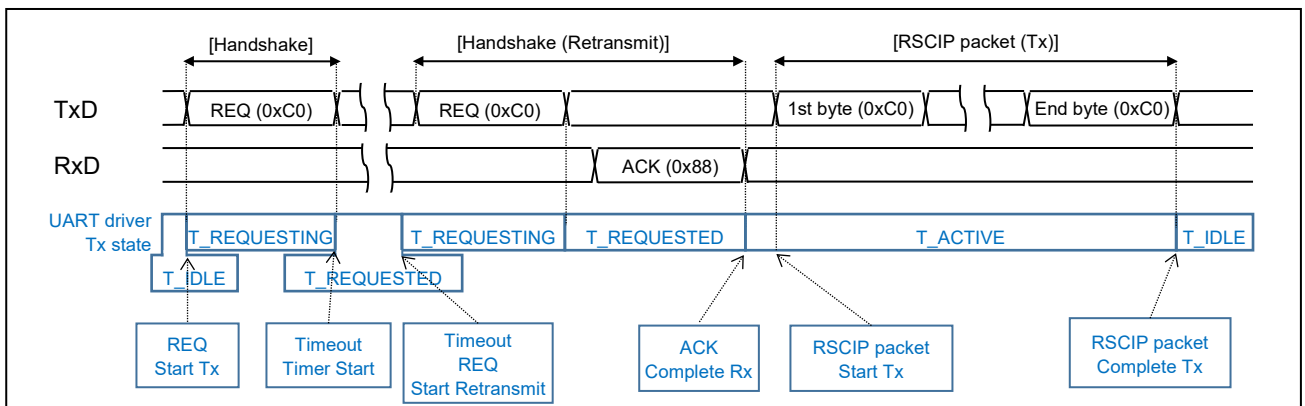 [Handshake]
[Handshake (Retransmit)]
[RSCIP packet (Tx)]
TxD
REQ (0xC0)
REQ (0xC0)
1st byte (0xC0)
End byte (0xC0)
RxD
ACK (0x88)
UART driver
Tx state
T_REQUESTING
T_REQUESTING
T_REQUESTED
T_ACTIVE
T_IDLE
T_IDLE
T_REQUESTED
REQ
Start Tx
Timeout
Timer Start
Timeout
REQ
Start Retransmit
ACK
Complete Rx
RSCIP packet
Start Tx
RSCIP packet
Complete Tx